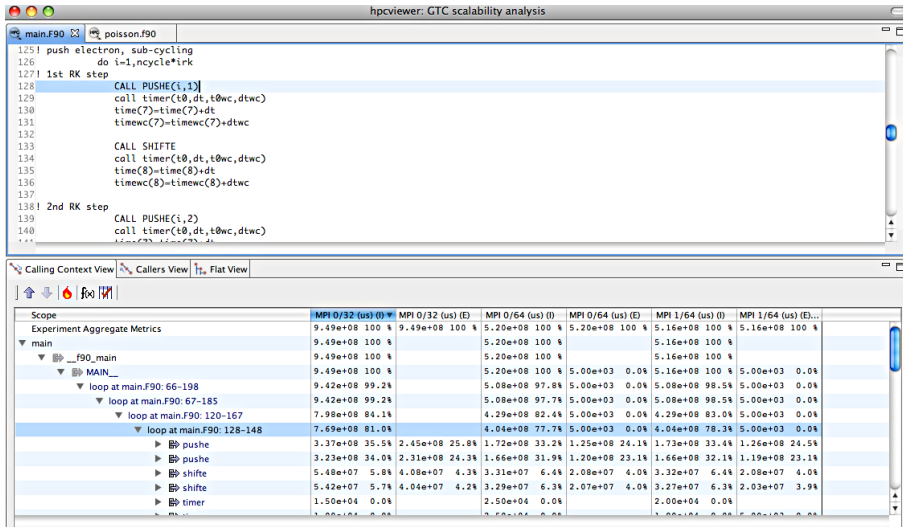 hpcviewer: GTC scalability analysis
main.F90 poisson.f90
125! push electron, sub-cycling
126 do i=1,ncycle*irk
127! 1st RK step
128 CALL PUSHE(i,1)
129 call timer(t0,dt,t0wc,dtwc)
130 time(7)=time(7)+dt
131 timewc(7)=timewc(7)+dtwc
132
133 CALL SHIFTE
134 call timer(t0,dt,t0wc,dtwc)
135 time(8)=time(8)+dt
136 timewc(8)=timewc(8)+dtwc
137
138! 2nd RK step
139 CALL PUSHE(i,2)
140 call timer(t0,dt,t0wc,dtwc)
Calling Context View Callers View Flat View
f(x)
Scope MPI 0/32 (us) (I) MPI 0/32 (us) (E) MPI 0/64 (us) (I) MPI 0/64 (us) (E) MPI 1/64 (us) (I) MPI 1/64 (us) (E)...
Experiment Aggregate Metrics 9.49e+08 100 % 9.49e+08 100 % 5.20e+08 100 % 5.20e+08 100 % 5.16e+08 100 % 5.16e+08 100 %
main 9.49e+08 100 % 5.20e+08 100 % 5.16e+08 100 %
__f90_main 9.49e+08 100 % 5.20e+08 100 % 5.16e+08 100 %
MAIN__ 9.49e+08 100 % 5.20e+08 100 % 5.00e+03 0.0% 5.16e+08 100 % 5.00e+03 0.0%
loop at main.F90: 66-198 9.42e+08 99.2% 5.08e+08 97.8% 5.00e+03 0.0% 5.08e+08 98.5% 5.00e+03 0.0%
loop at main.F90: 67-185 9.42e+08 99.2% 5.08e+08 97.7% 5.00e+03 0.0% 5.08e+08 98.5% 5.00e+03 0.0%
loop at main.F90: 120-167 7.98e+08 84.1% 4.29e+08 82.4% 5.00e+03 0.0% 4.29e+08 83.0% 5.00e+03 0.0%
loop at main.F90: 128-148 7.69e+08 81.0% 4.04e+08 77.7% 5.00e+03 0.0% 4.04e+08 78.3% 5.00e+03 0.0%
pushe 3.37e+08 35.5% 2.45e+08 25.8% 1.72e+08 33.2% 1.25e+08 24.1% 1.73e+08 33.4% 1.26e+08 24.5%
pushe 3.23e+08 34.0% 2.31e+08 24.3% 1.66e+08 31.9% 1.20e+08 23.1% 1.66e+08 32.1% 1.19e+08 23.1%
shifte 5.48e+07 5.8% 4.08e+07 4.3% 3.31e+07 6.4% 2.08e+07 4.0% 3.32e+07 6.4% 2.08e+07 4.0%
shifte 5.42e+07 5.7% 4.04e+07 4.2% 3.29e+07 6.3% 2.07e+07 4.0% 3.27e+07 6.3% 2.03e+07 3.9%
timer 1.50e+04 0.0% 2.50e+04 0.0% 2.00e+04 0.0%